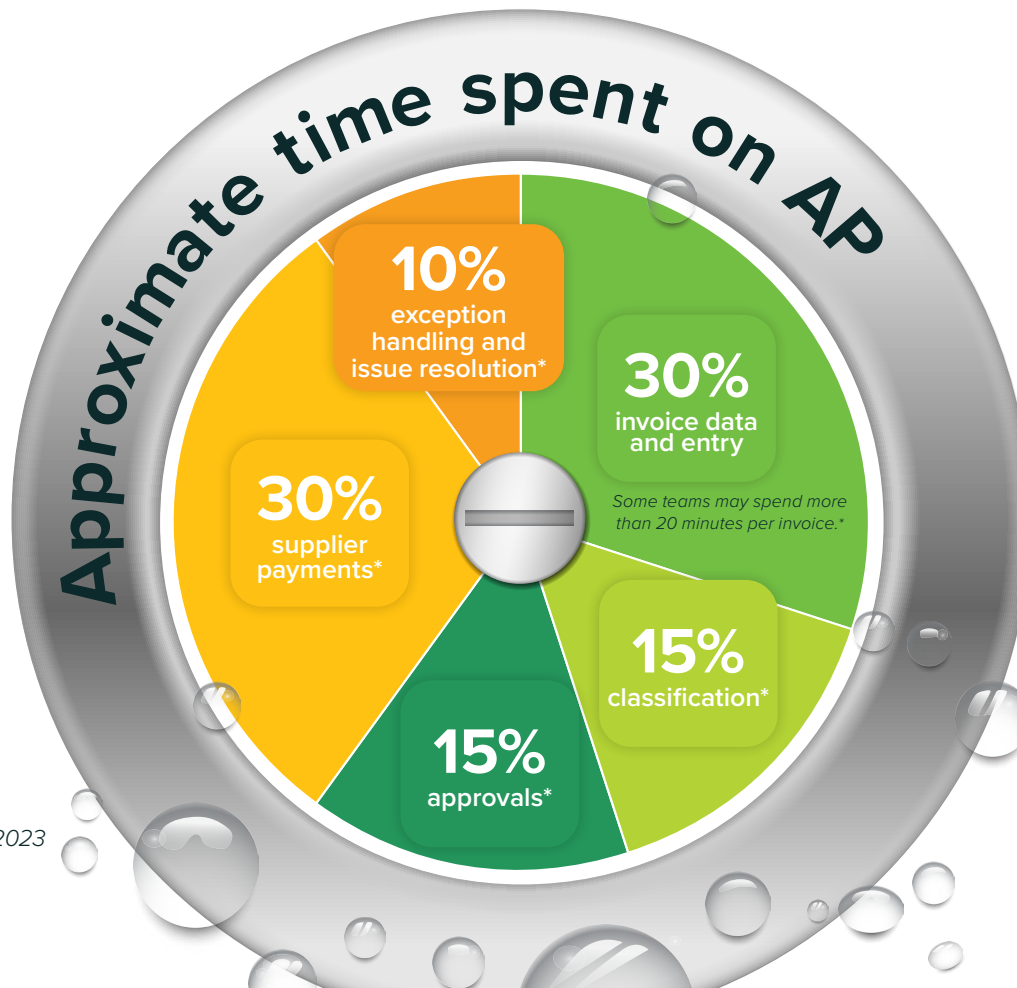 Approximate time spent on AP
10%
exception
handling and
issue resolution*
30%
invoice data
and entry
Some teams may spend more
than 20 minutes per invoice.*
30%
supplier
payments*
15%
classification*
15%
approvals*
2023